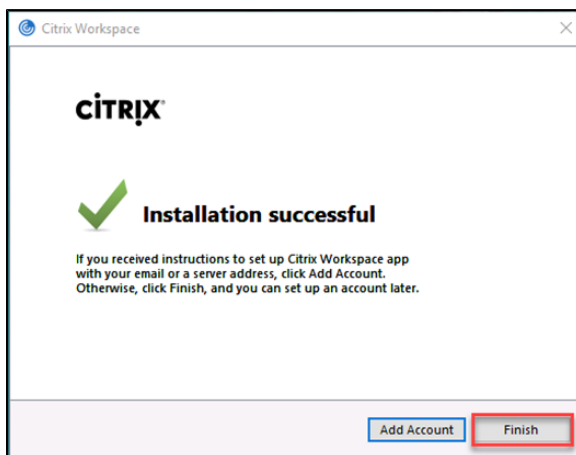 Citrix Workspace
CİTRIX
Installation successful
If you received instructions to set up Citrix Workspace app
with your email or a server address, click Add Account.
Otherwise, click Finish, and you can set up an account later.
Add Account
Finish